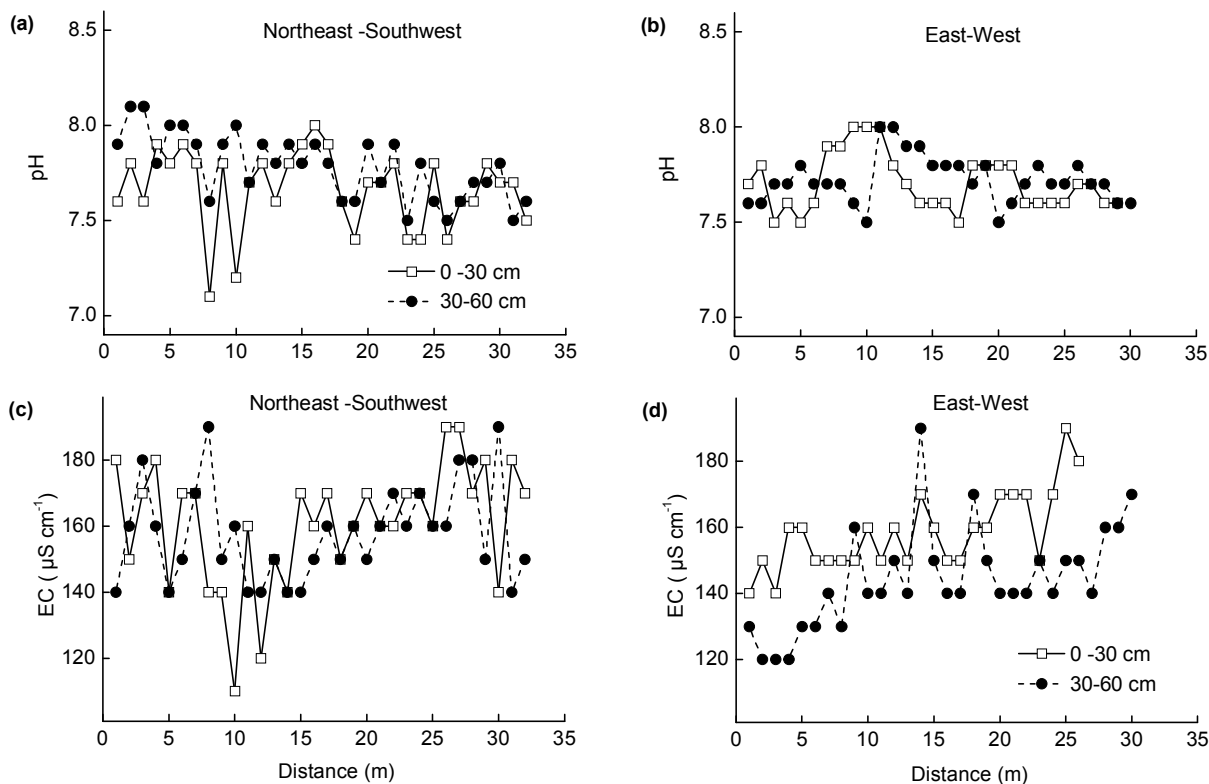 (a)
Northeast -Southwest
8.5
8.0
7.5
7.0
pH
0 -30 cm
30-60 cm
0 5 10 15 20 25 30 35
(b)
East-West
8.5
8.0
7.5
7.0
pH
0 5 10 15 20 25 30 35
(c)
Northeast -Southwest
180
160
140
120
EC ( µS cm-1)
0 5 10 15 20 25 30 35
Distance (m)
(d)
East-West
180
160
140
120
EC ( µS cm-1)
0 -30 cm
30-60 cm
0 5 10 15 20 25 30 35
Distance (m)